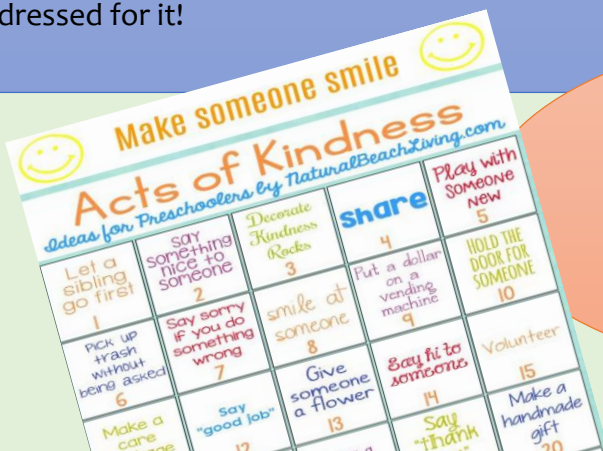 dressed for it!
Make someone smile
Acts of Kindness
Ideas for Preschoolers by NaturalBeachLiving.com
Let a
sibling
go first
1
Say
something
nice to
someone
2
Decorate
Kindness
Rocks
3
Share
4
Play with
someone
new
5
Pick up
trash
without
being asked
6
Say sorry
if you do
something
wrong
7
smile at
someone
8
Put a dollar
on a
vending
machine
9
HOLD THE
DOOR FOR
SOMEONE
10
Make a
care
Say
"good job"
12
Give
someone
a flower
13
Say hi to
someone
14
Volunteer
15
Say
"thank
Make a
handmade
gift
20